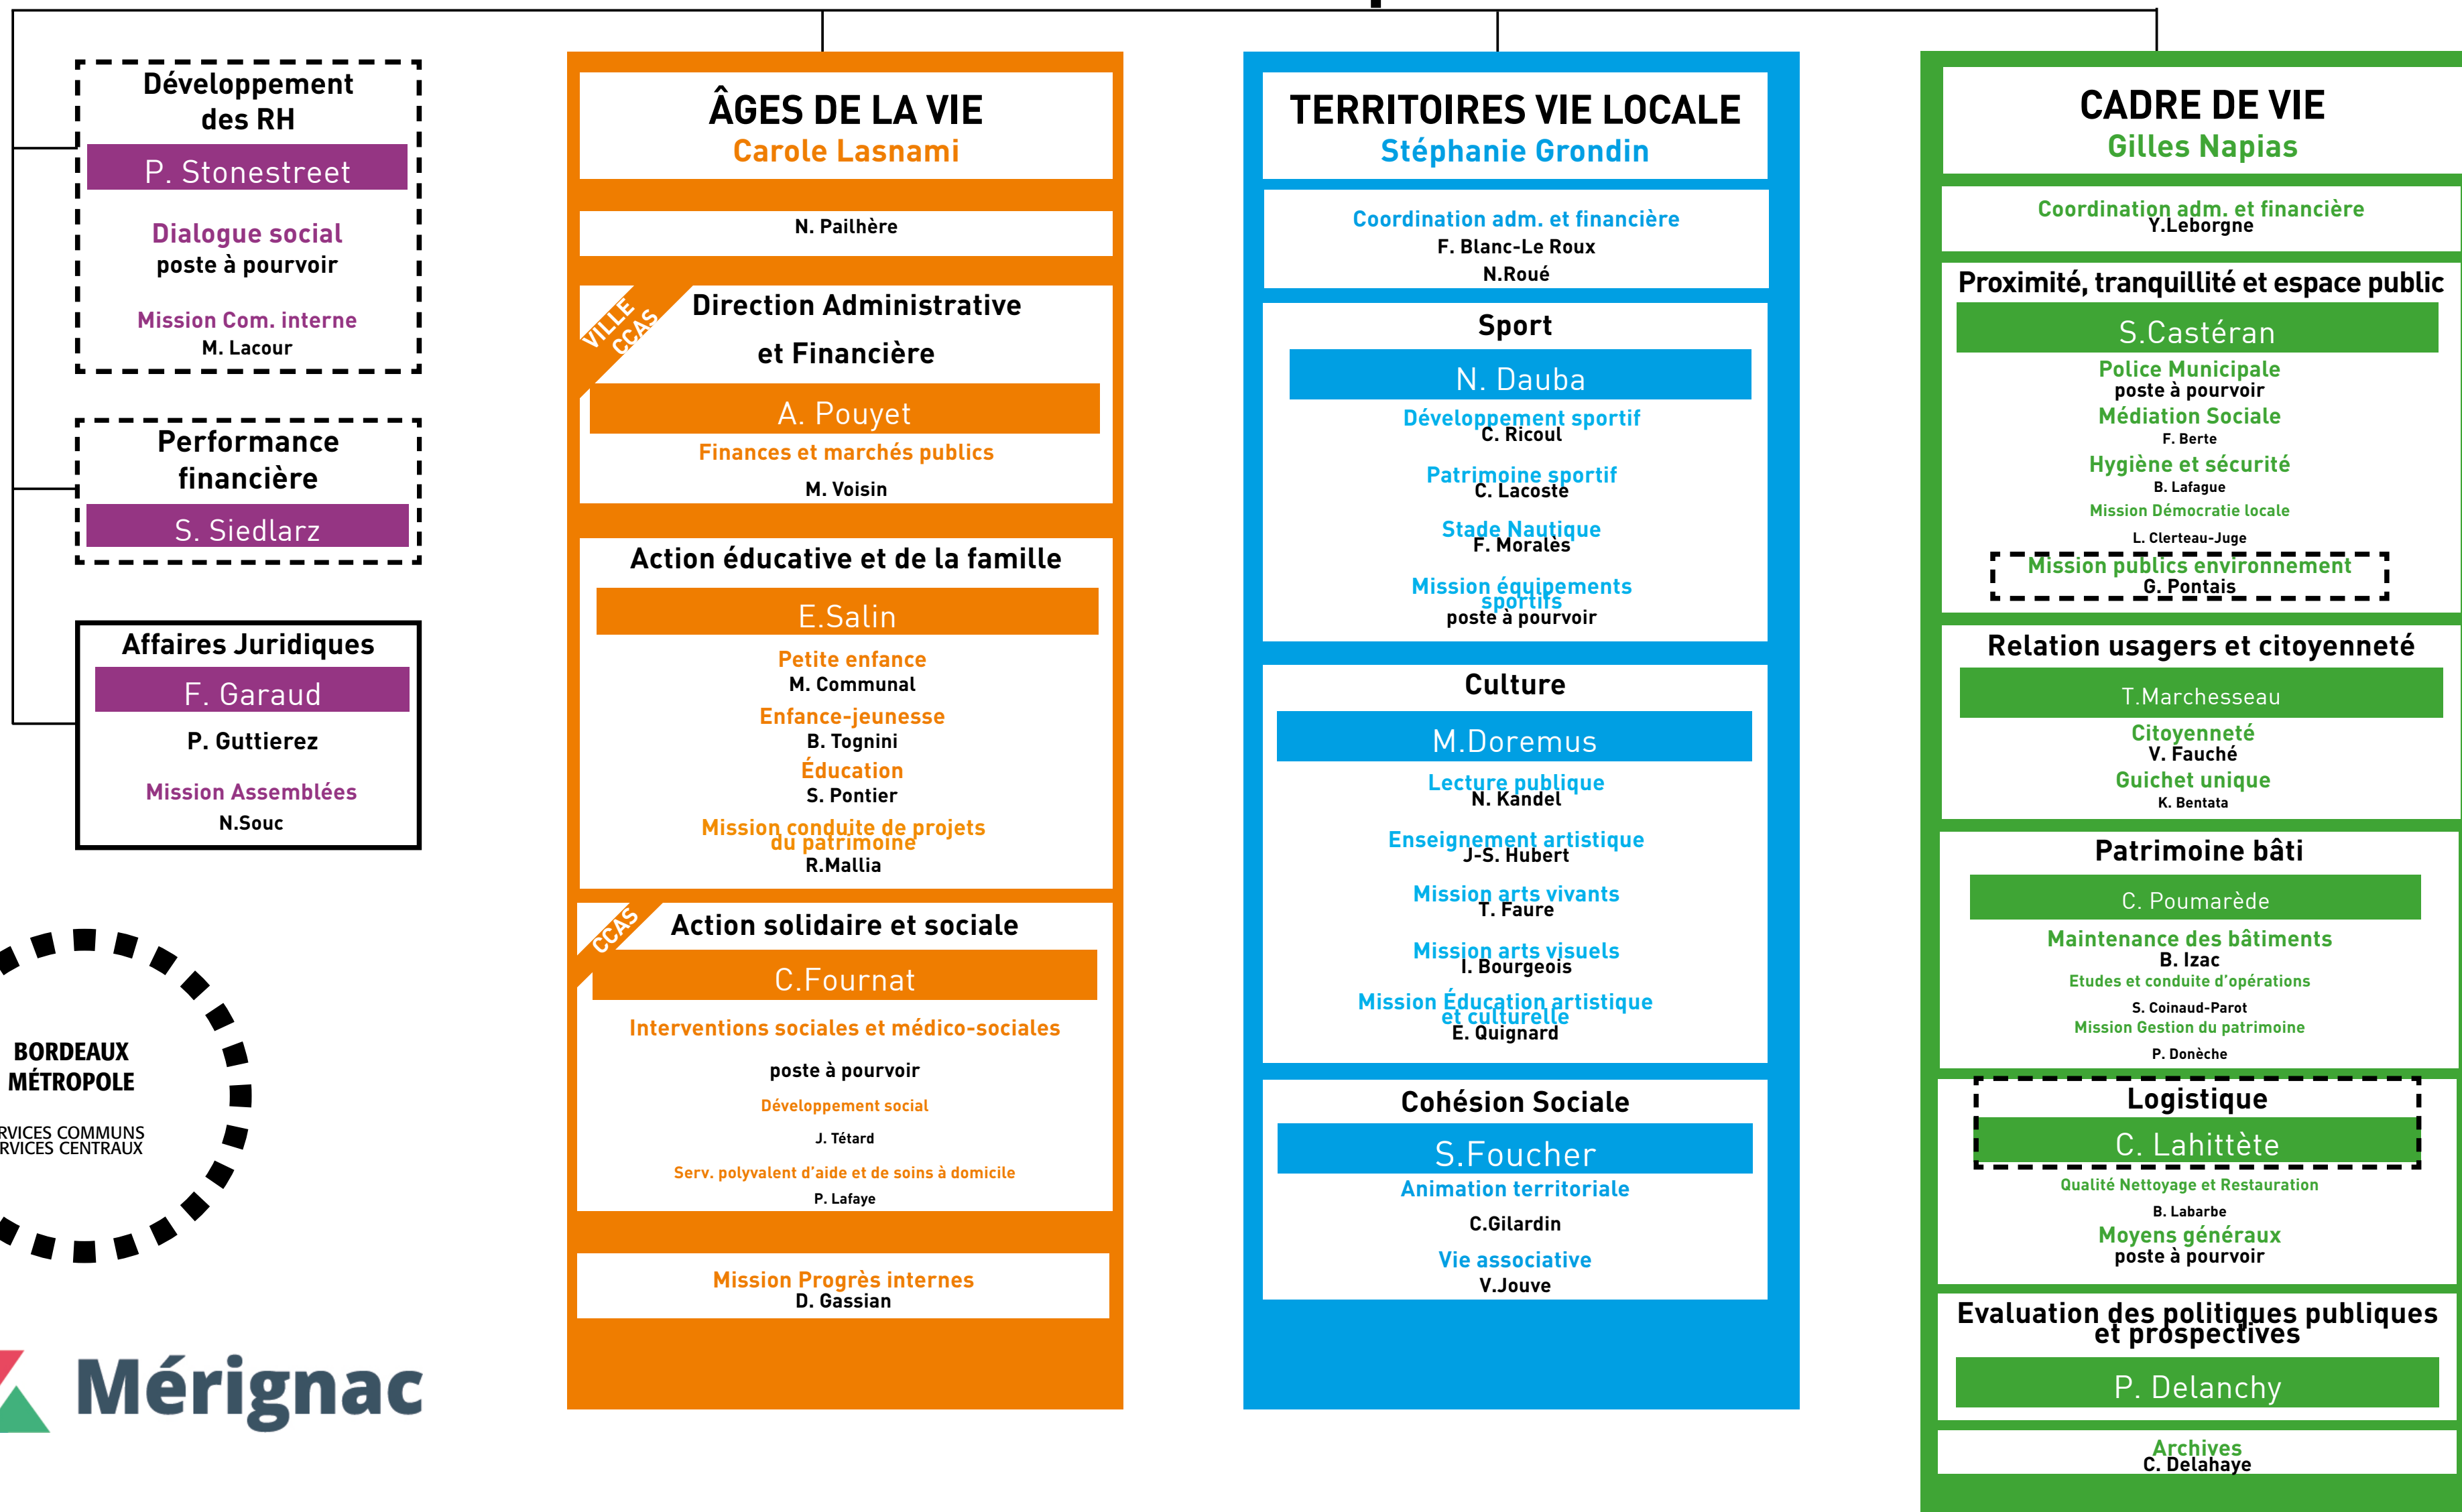 Développement
des RH
P. Stonestreet
Dialogue social
poste à pourvoir
Mission Com. interne
M. Lacour
Performance
financière
S. Siedlarz
Affaires Juridiques
F. Garaud
P. Guttierez
Mission Assemblées
N.Souc
BORDEAUX
MÉTROPOLE
RVICES COMMUNS
RVICES CENTRAUX
Mérignac
ÂGES DE LA VIE
Carole Lasnami
N. Pailhère
VILLE
CCAS
Direction Administrative
et Financière
A. Pouyet
Finances et marchés publics
M. Voisin
Action éducative et de la famille
E.Salin
Petite enfance
M. Communal
Enfance-jeunesse
B. Tognini
Éducation
S. Pontier
Mission conduite de projets
du patrimoine
R.Mallia
CCAS
Action solidaire et sociale
C.Fournat
Interventions sociales et médico-sociales
poste à pourvoir
Développement social
J. Tétard
Serv. polyvalent d'aide et de soins à domicile
P. Lafaye
Mission Progrès internes
D. Gassian
TERRITOIRES VIE LOCALE
Stéphanie Grondin
Coordination adm. et financière
F. Blanc-Le Roux
N.Roué
Sport
N. Dauba
Développement sportif
C. Ricoul
Patrimoine sportif
C. Lacoste
Stade Nautique
F. Moralès
Mission équipements
sportifs
poste à pourvoir
Culture
M.Doremus
Lecture publique
N. Kandel
Enseignement artistique
J-S. Hubert
Mission arts vivants
T. Faure
Mission arts visuels
I. Bourgeois
Mission Éducation artistique
et culturelle
E. Quignard
Cohésion Sociale
S.Foucher
Animation territoriale
C.Gilardin
Vie associative
V.Jouve
CADRE DE VIE
Gilles Napias
Coordination adm. et financière
Y.Leborgne
Proximité, tranquillité et espace public
S.Castéran
Police Municipale
poste à pourvoir
Médiation Sociale
F. Berte
Hygiène et sécurité
B. Lafague
Mission Démocratie locale
L. Clerteau-Juge
Mission publics environnement
G. Pontais
Relation usagers et citoyenneté
T.Marchesseau
Citoyenneté
V. Fauché
Guichet unique
K. Bentata
Patrimoine bâti
C. Poumarède
Maintenance des bâtiments
B. Izac
Etudes et conduite d'opérations
S. Coinaud-Parot
Mission Gestion du patrimoine
P. Donèche
Logistique
C. Lahittète
Qualité Nettoyage et Restauration
B. Labarbe
Moyens généraux
poste à pourvoir
Evaluation des politiques publiques
et prospectives
P. Delanchy
Archives
C. Delahaye